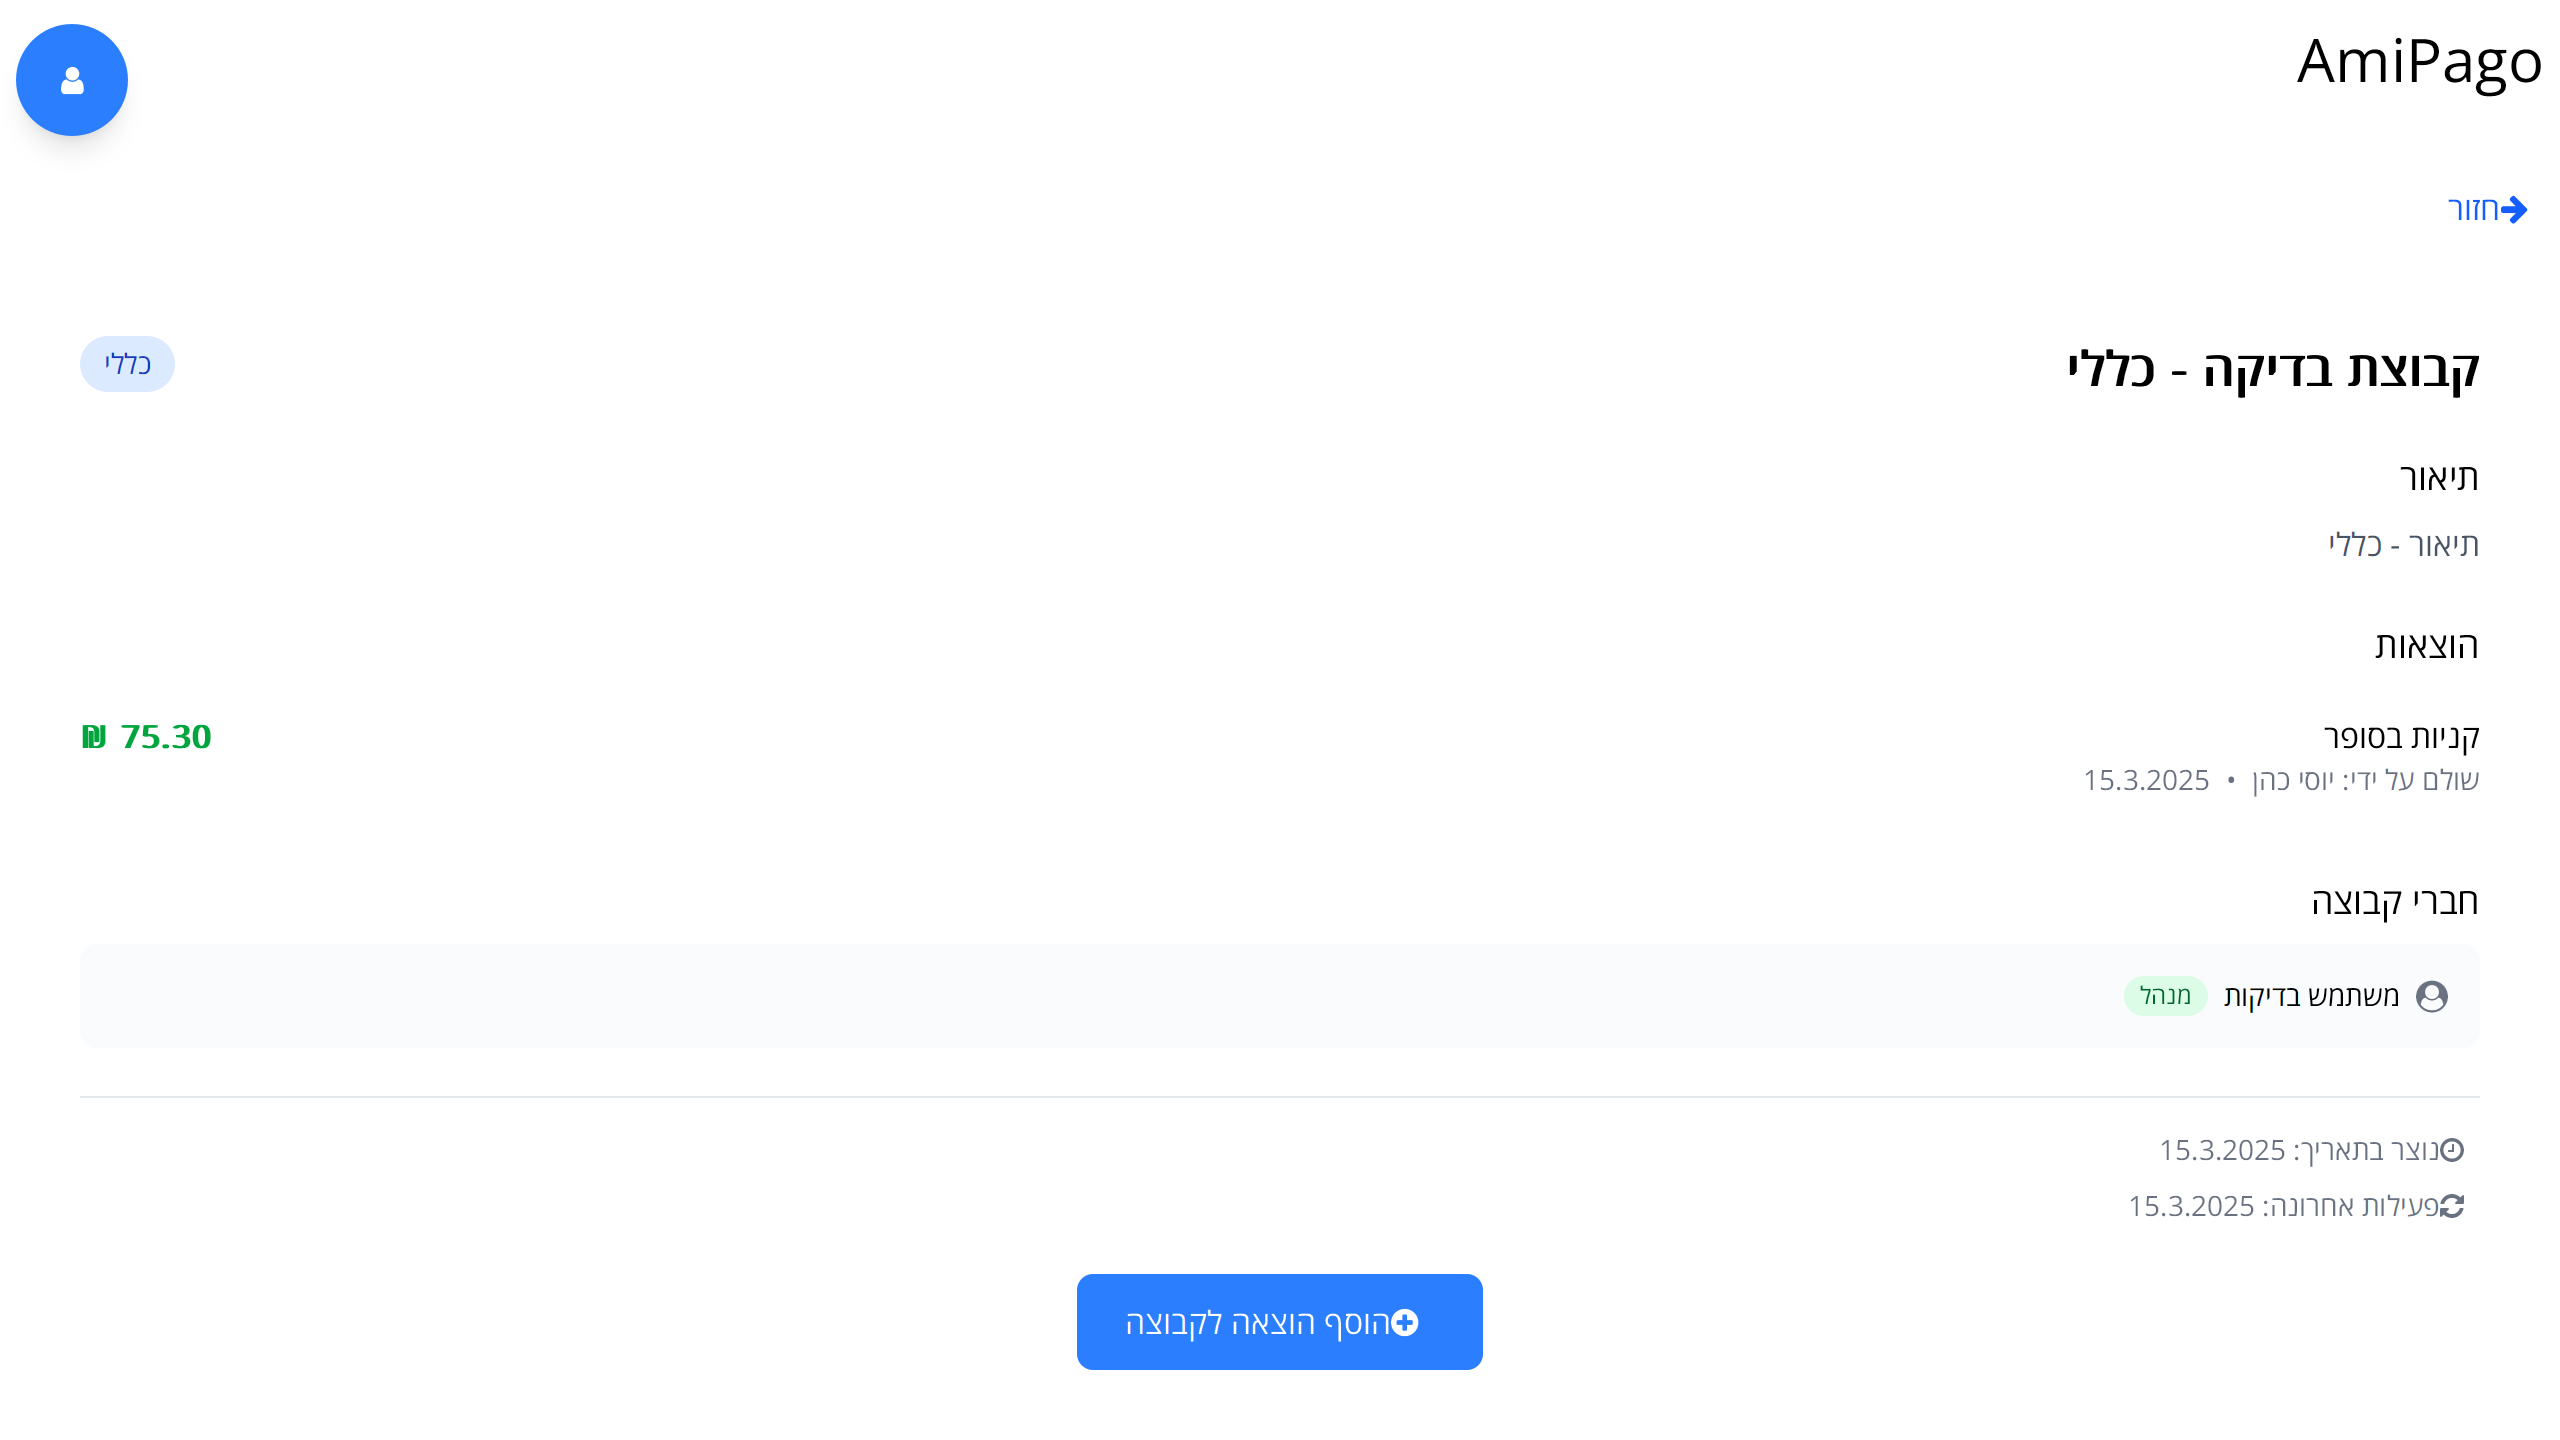 AmiPago
חזור
קבוצת בדיקה - כללי
כללי
תיאור
תיאור - כללי
הוצאות
קניות בסופר
75.30 ₪
שולם על ידי: יוסי כהן • 15.3.2025
חברי קבוצה
משתמש בדיקות מנהל
נוצר בתאריך: 15.3.2025
פעילות אחרונה: 15.3.2025
הוסף הוצאה לקבוצה